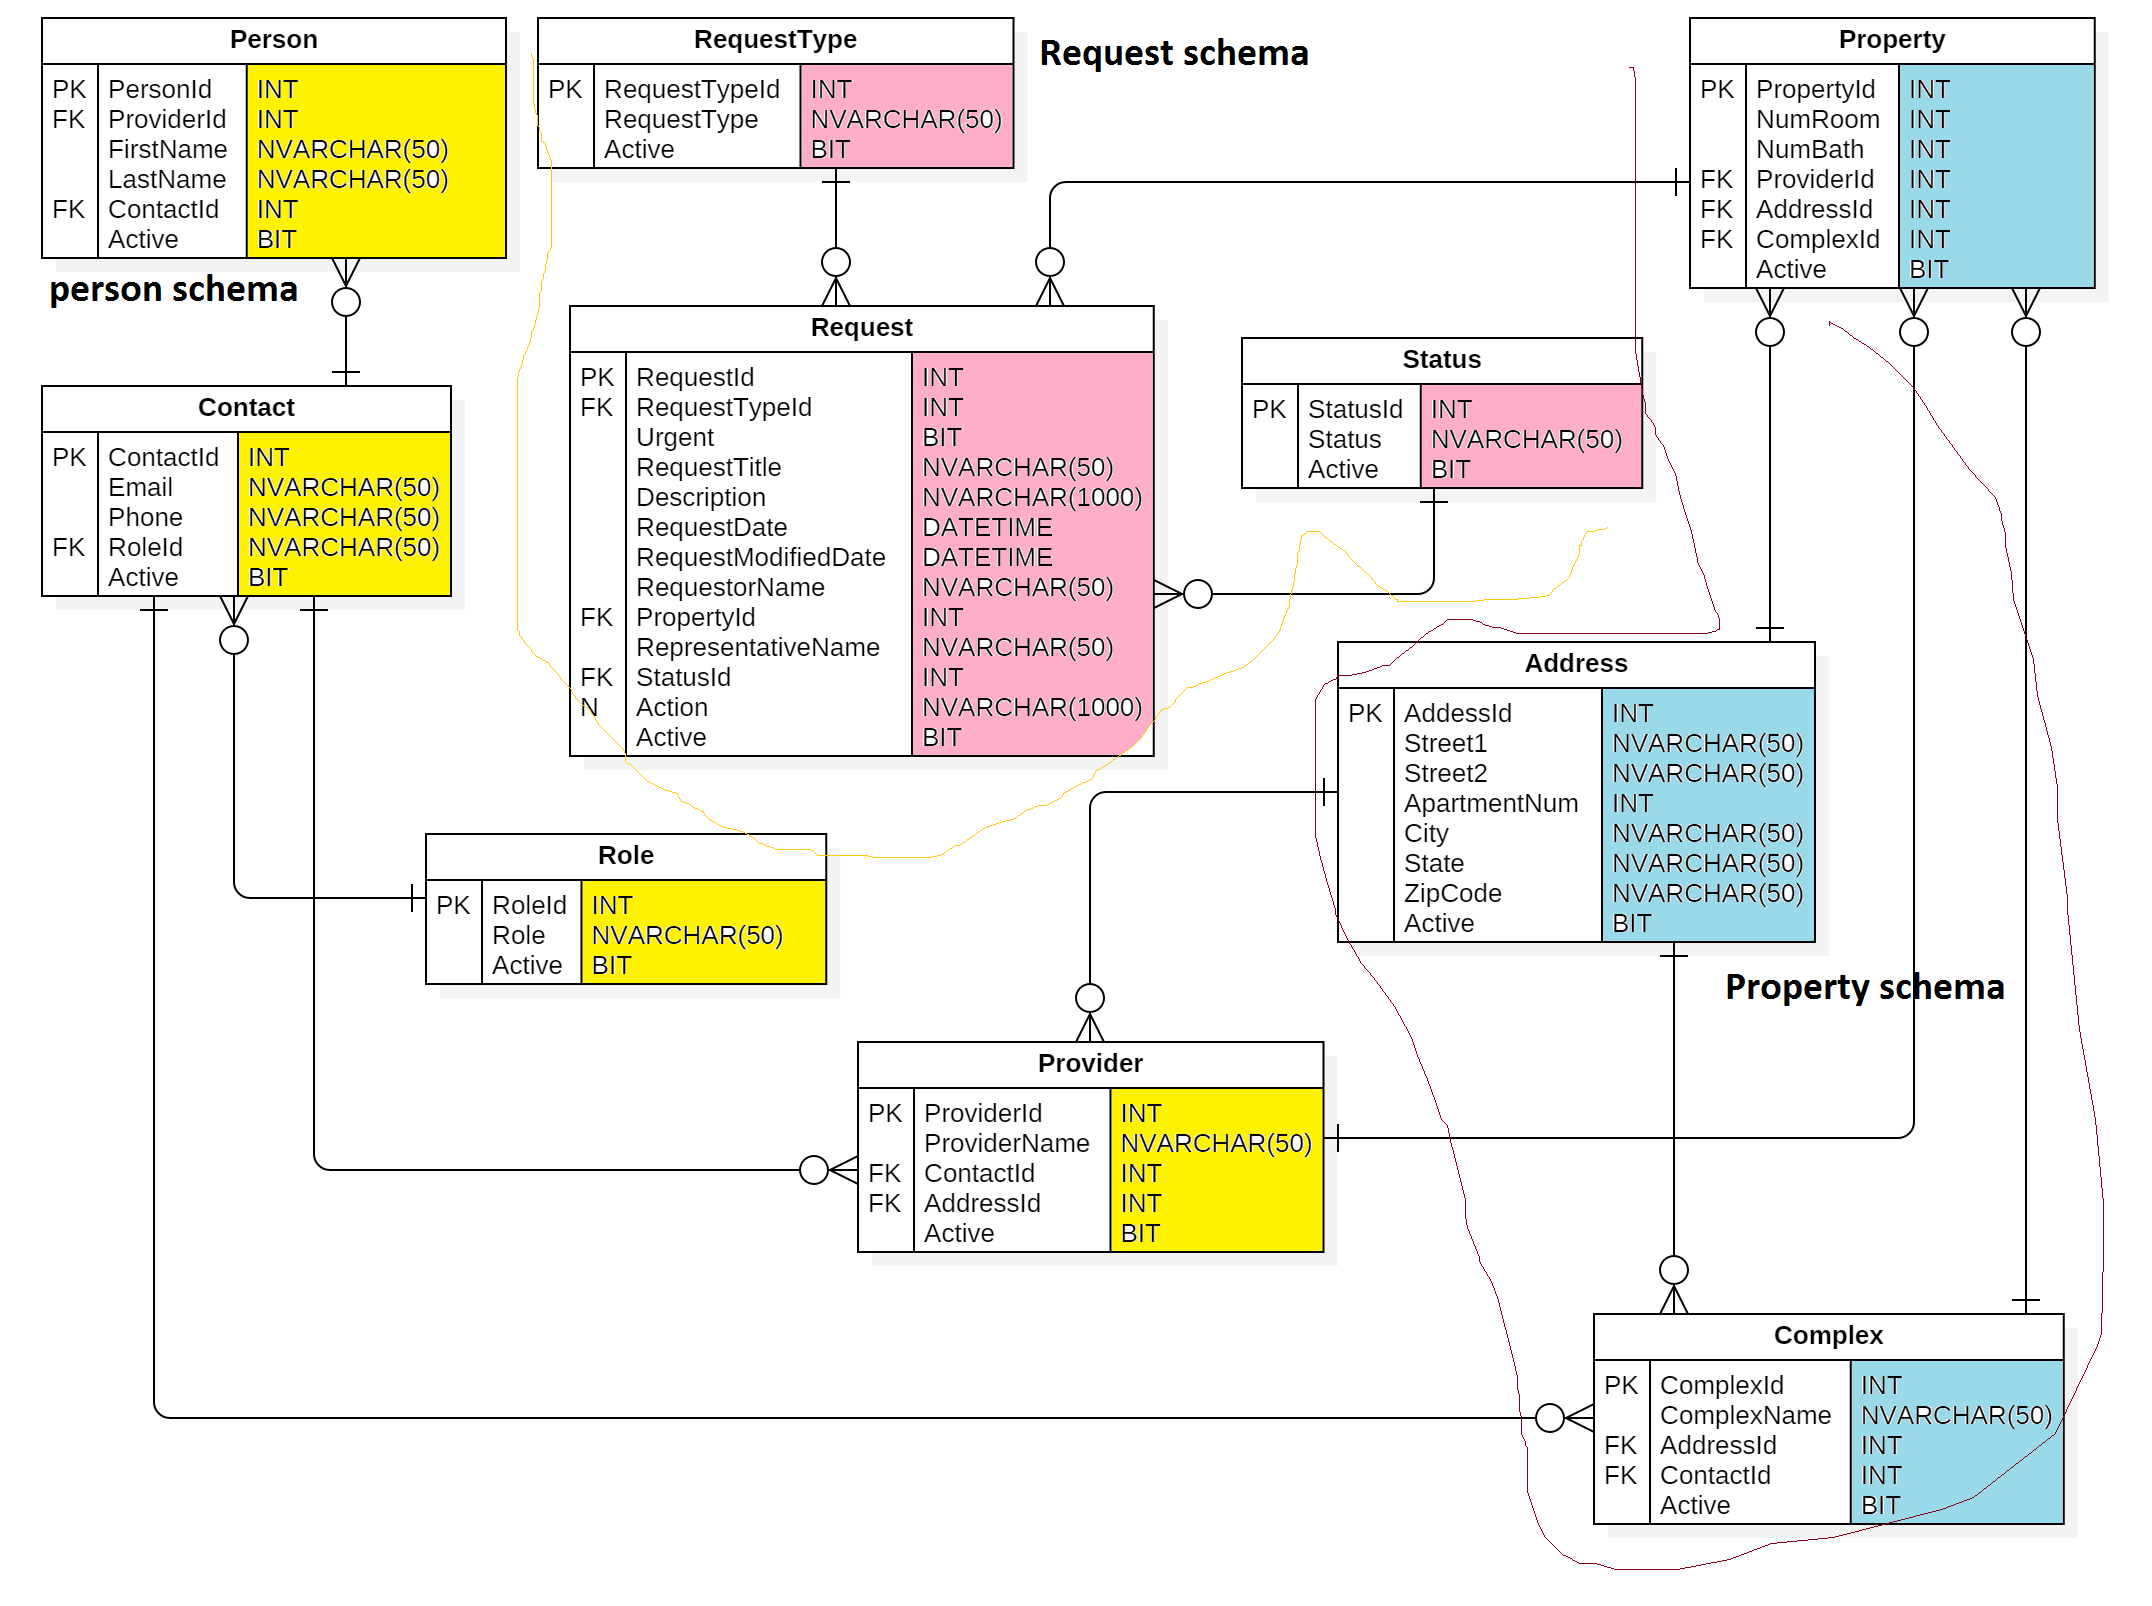 Person
PK PersonId INT
FK ProviderId INT
FirstName NVARCHAR(50)
LastName NVARCHAR(50)
FK ContactId INT
Active BIT
person schema
RequestType
PK RequestTypeId INT
RequestType NVARCHAR(50)
Active BIT
Request schema
Property
PK PropertyId INT
NumRoom INT
NumBath INT
FK ProviderId INT
FK AddressId INT
FK ComplexId INT
Active BIT
Contact
PK ContactId INT
Email NVARCHAR(50)
Phone NVARCHAR(50)
FK RoleId NVARCHAR(50)
Active BIT
Request
PK RequestId INT
FK RequestTypeId INT
Urgent BIT
RequestTitle NVARCHAR(50)
Description NVARCHAR(1000)
RequestDate DATETIME
RequestModifiedDate DATETIME
RequestorName NVARCHAR(50)
FK PropertyId INT
RepresentativeName NVARCHAR(50)
FK StatusId INT
N Action NVARCHAR(1000)
Active BIT
Status
PK StatusId INT
Status NVARCHAR(50)
Active BIT
Address
PK AddessId INT
Street1 NVARCHAR(50)
Street2 NVARCHAR(50)
ApartmentNum INT
City NVARCHAR(50)
State NVARCHAR(50)
ZipCode NVARCHAR(50)
Active BIT
Property schema
Role
PK RoleId INT
Role NVARCHAR(50)
Active BIT
Provider
PK ProviderId INT
ProviderName NVARCHAR(50)
FK ContactId INT
FK AddressId INT
Active BIT
Complex
PK ComplexId INT
ComplexName NVARCHAR(50)
FK AddressId INT
FK ContactId INT
Active BIT